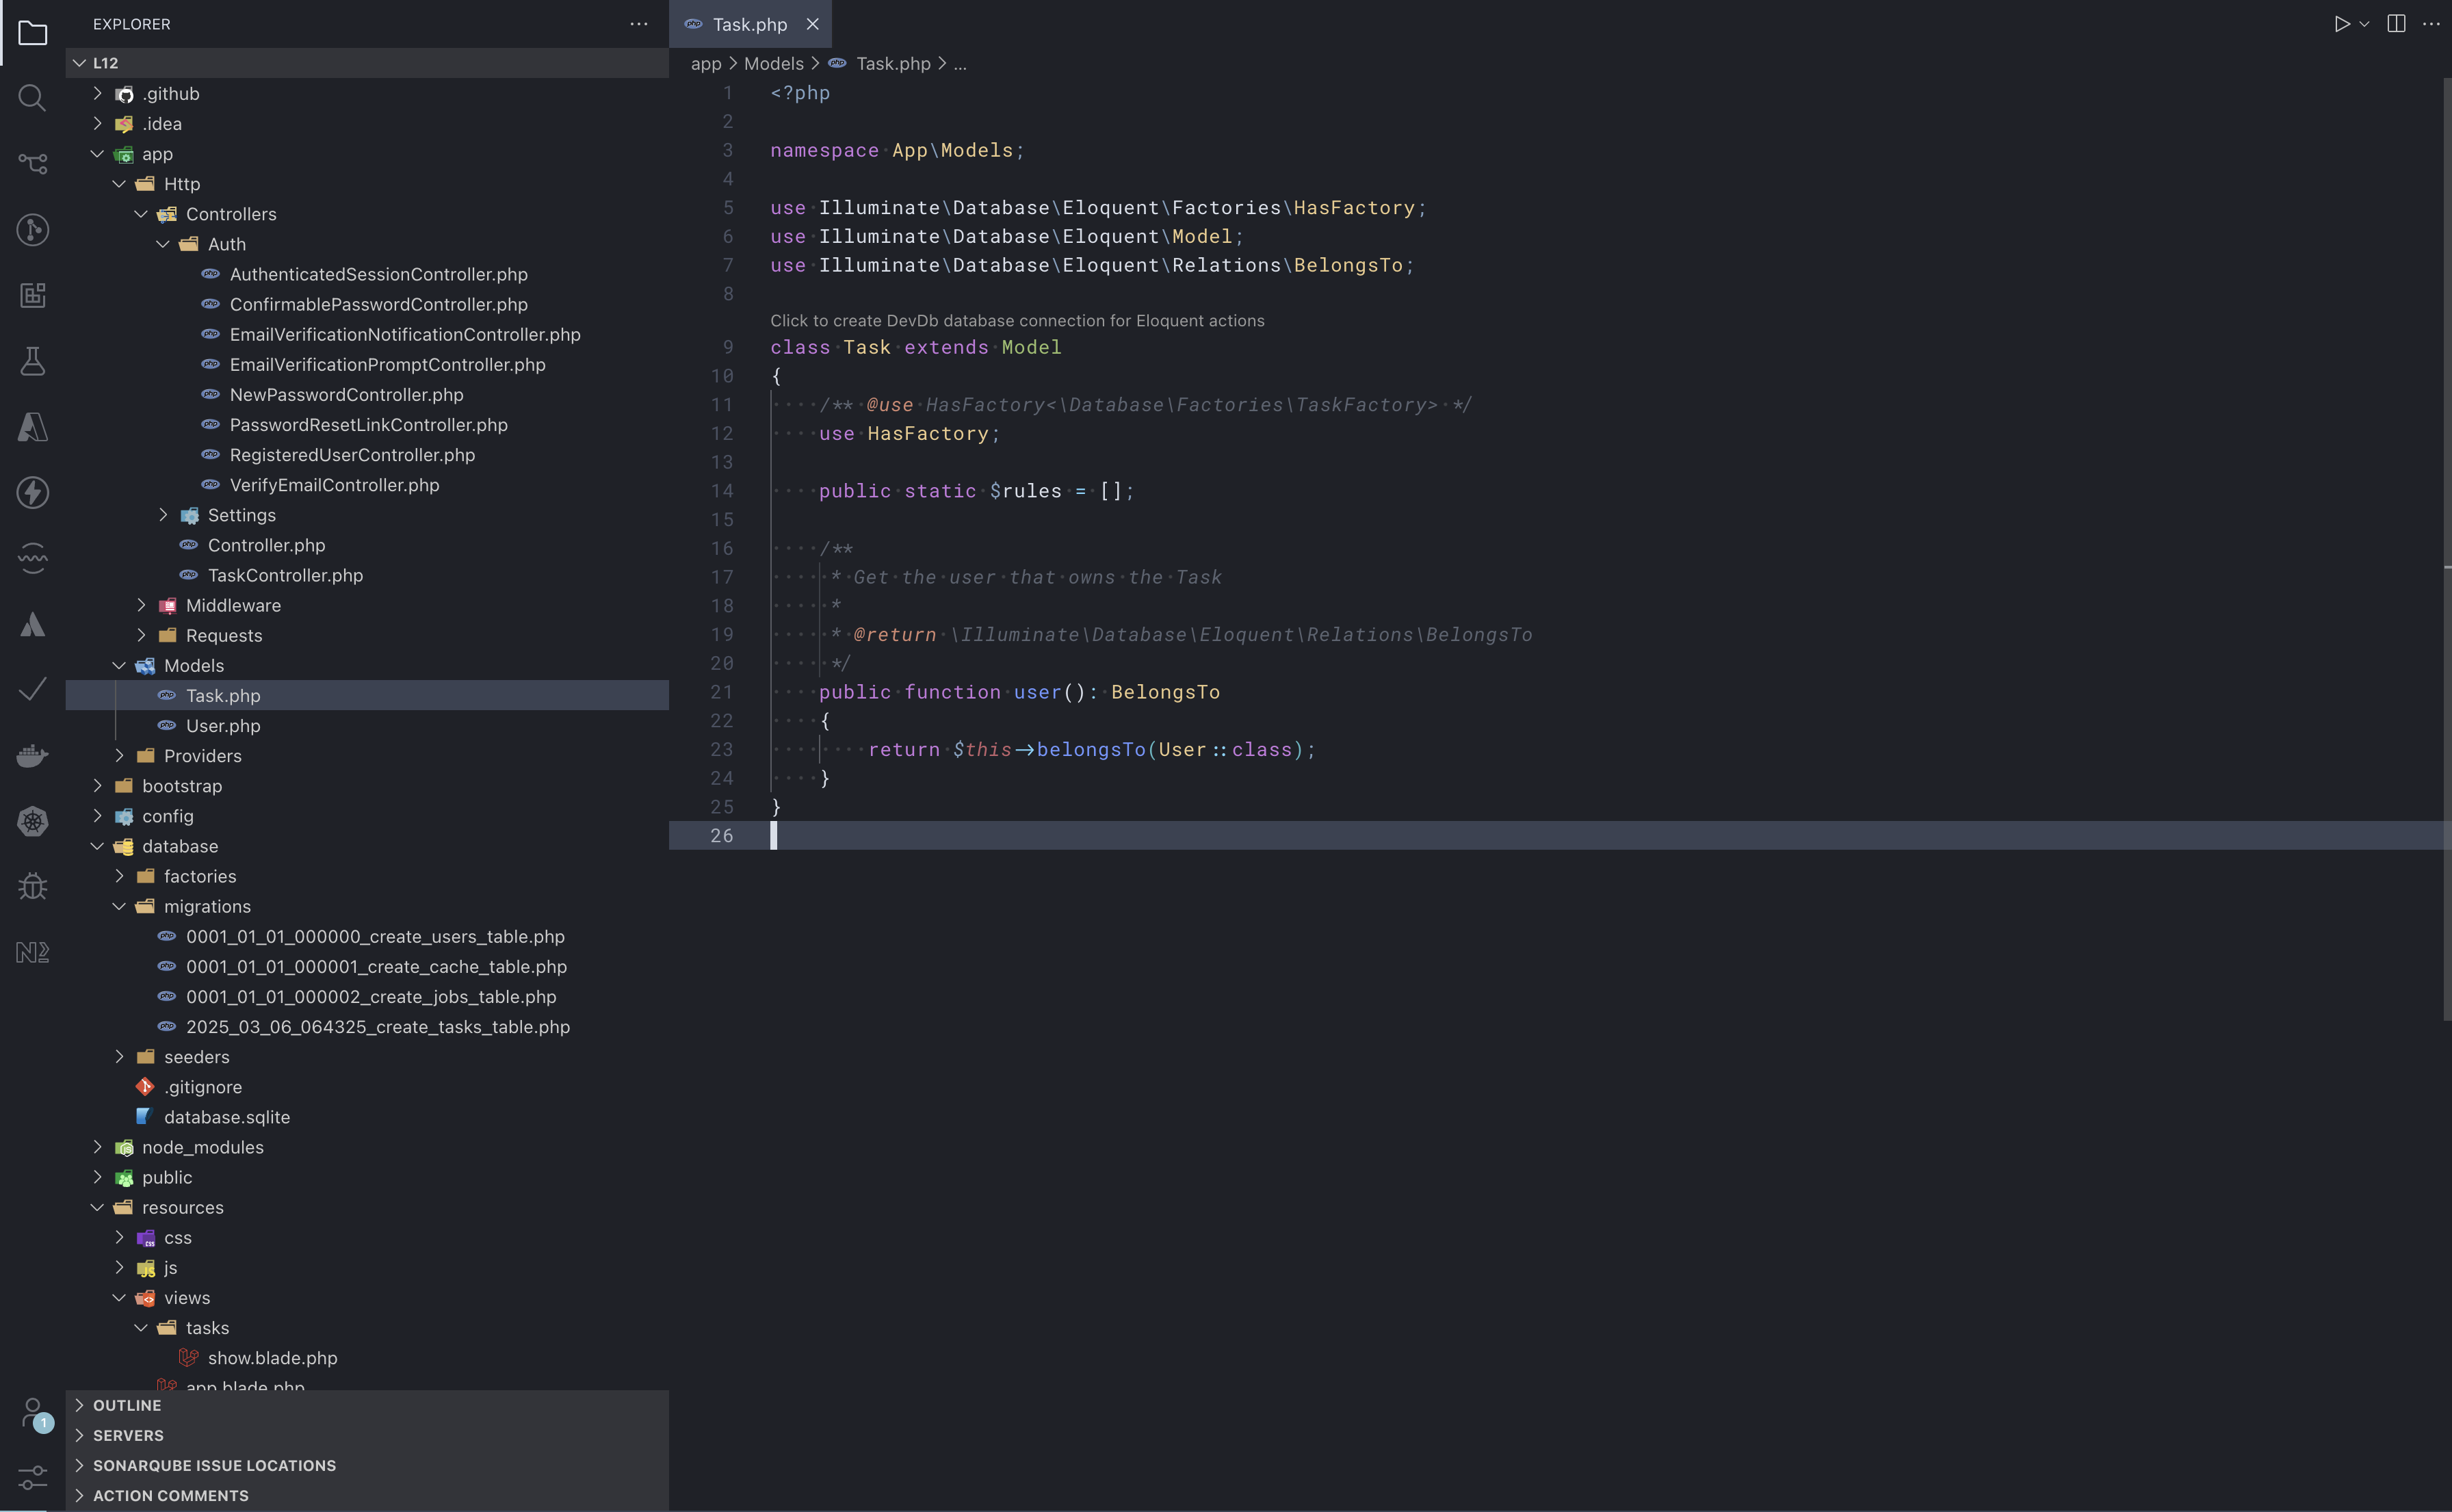 EXPLORER
L12
.github
.idea
app
Http
Controllers
Auth
AuthenticatedSessionController.php
ConfirmablePasswordController.php
EmailVerificationNotificationController.php
EmailVerificationPromptController.php
NewPasswordController.php
PasswordResetLinkController.php
RegisteredUserController.php
VerifyEmailController.php
Settings
Controller.php
TaskController.php
Middleware
Requests
Models
Task.php
User.php
Providers
bootstrap
config
database
factories
migrations
0001_01_01_000000_create_users_table.php
0001_01_01_000001_create_cache_table.php
0001_01_01_000002_create_jobs_table.php
2025_03_06_064325_create_tasks_table.php
seeders
.gitignore
database.sqlite
node_modules
public
resources
css
js
views
tasks
show.blade.php
app.blade.php
OUTLINE
SERVERS
SONARQUBE ISSUE LOCATIONS
ACTION COMMENTS
1
Task.php
app > Models > Task.php > ...
1 <?php
2
3 namespace App\Models;
4
5 use Illuminate\Database\Eloquent\Factories\HasFactory;
6 use Illuminate\Database\Eloquent\Model;
7 use Illuminate\Database\Eloquent\Relations\BelongsTo;
8
Click to create DevDb database connection for Eloquent actions
9 class Task extends Model
10 {
11     /** @use HasFactory<\Database\Factories\TaskFactory> */
12     use HasFactory;
13
14     public static $rules = [];
15
16     /**
17      * Get the user that owns the Task
18      *
19      * @return \Illuminate\Database\Eloquent\Relations\BelongsTo
20      */
21     public function user(): BelongsTo
22     {
23         return $this->belongsTo(User::class);
24     }
25 }
26